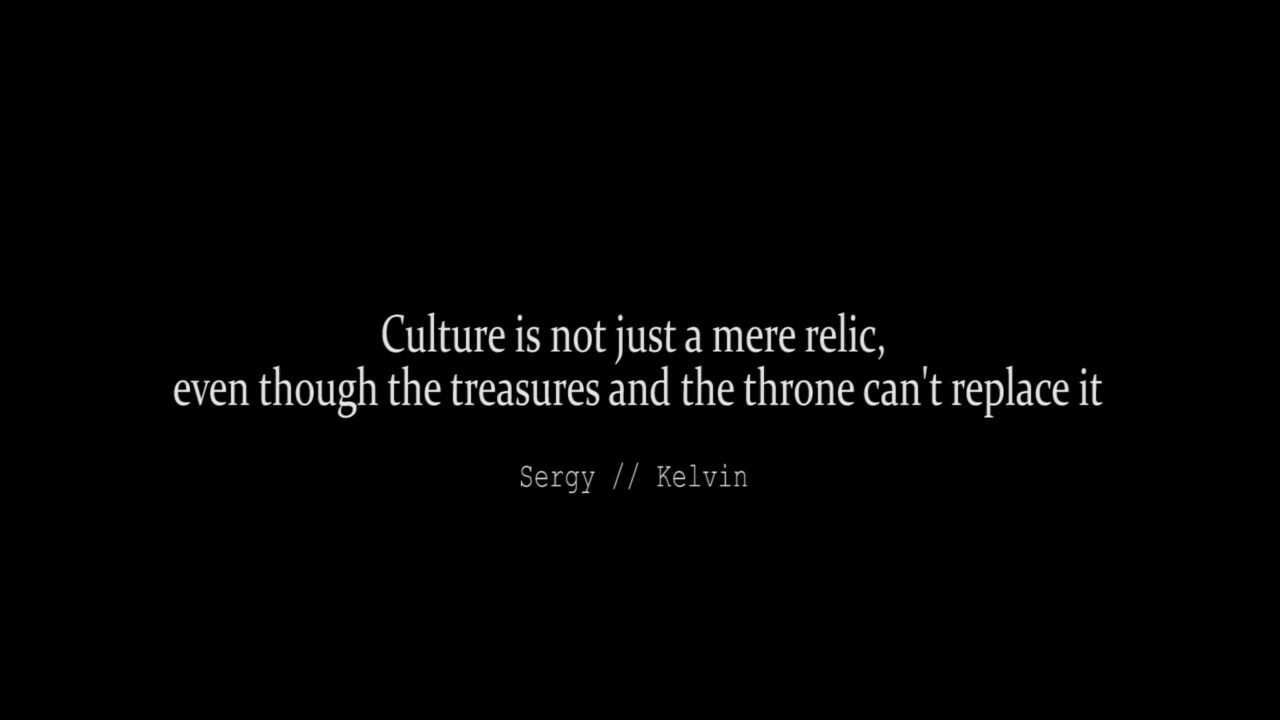 Culture is not just a mere relic,
even though the treasures and the throne can't replace it
Sergy // Kelvin